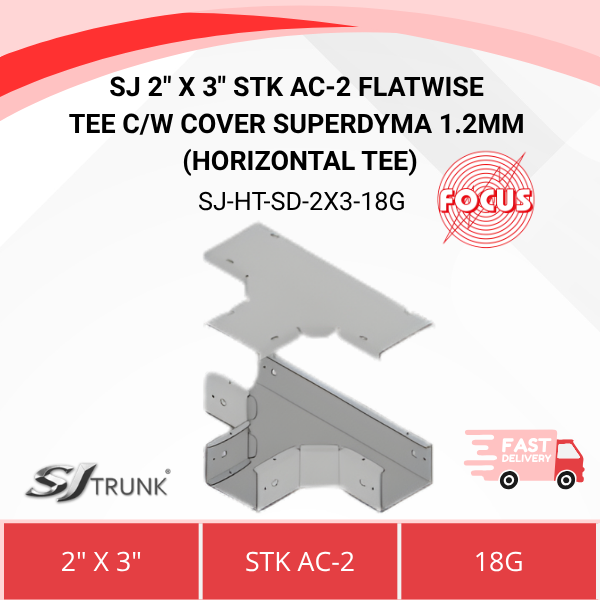 SJ 2" X 3" STK AC-2 FLATWISE
TEE C/W COVER SUPERDYMA 1.2MM
(HORIZONTAL TEE)
SJ-HT-SD-2X3-18G
FOCUS
FAST
DELIVERY
SJ TRUNK®
2" X 3"
STK AC-2
18G